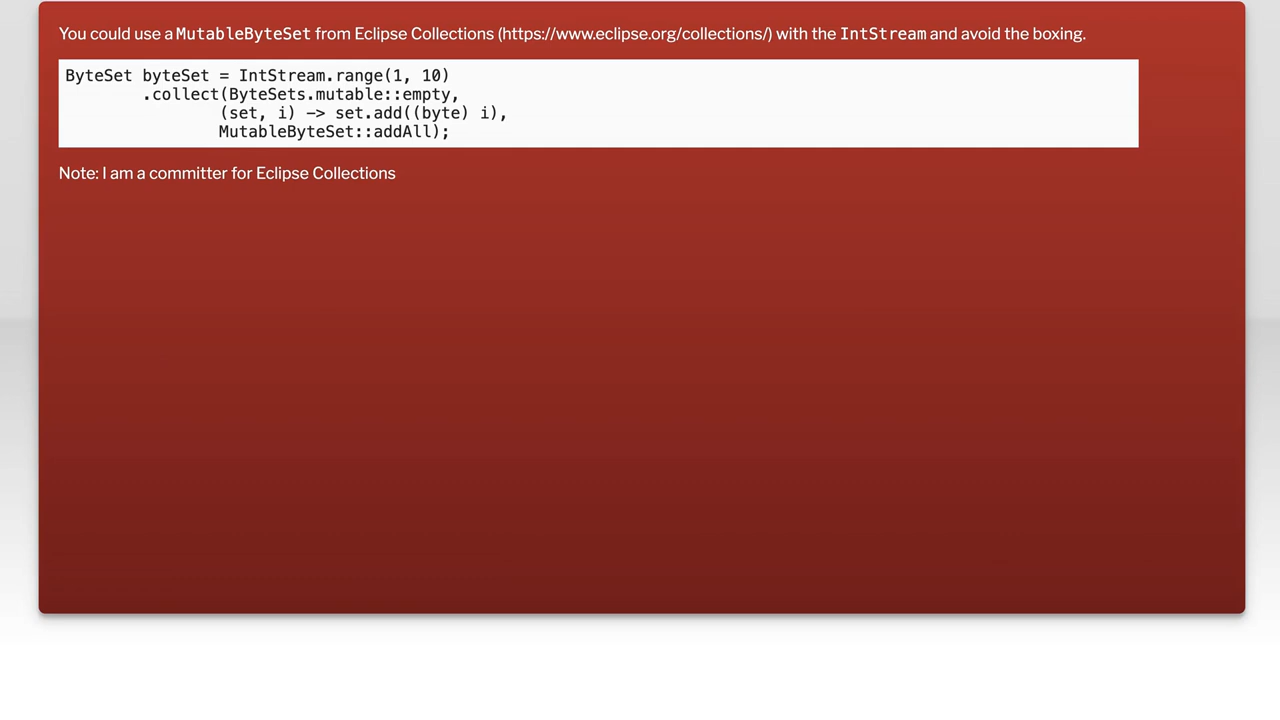 You could use a MutableByteSet from Eclipse Collections (https://www.eclipse.org/collections/) with the IntStream and avoid the boxing.
ByteSet byteSet = IntStream.range(1, 10)
        .collect(ByteSets.mutable::empty,
                (set, i) -> set.add((byte) i),
                MutableByteSet::addAll);
Note: I am a committer for Eclipse Collections